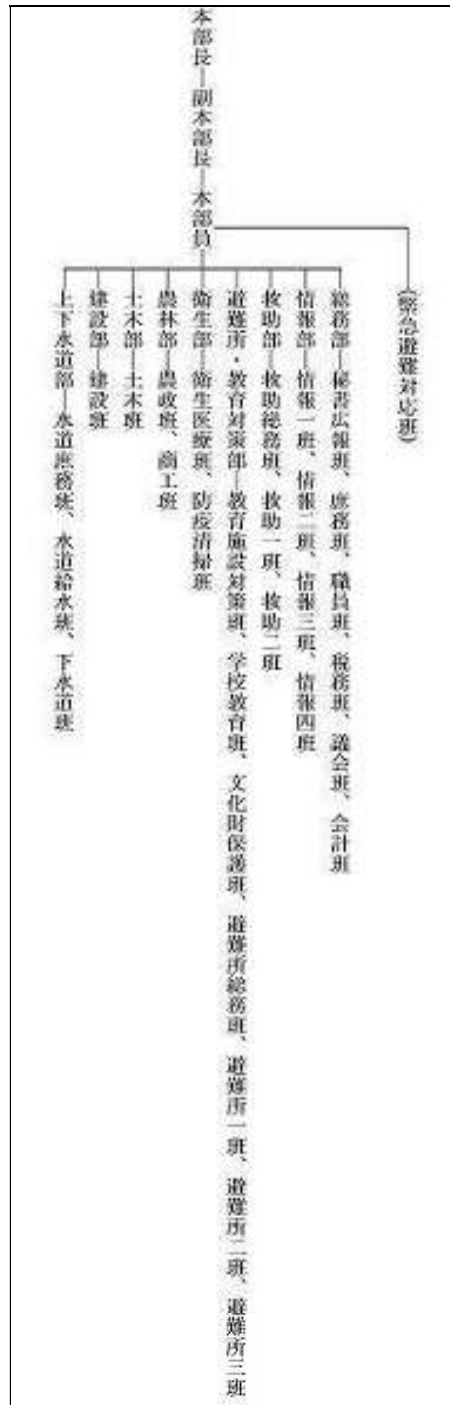 本部長―副本部長―本部員
(緊急避難対応班)
総務部―秘書広報班、庶務班、職員班、税務班、議会班、会計班
情報部―情報一班、情報二班、情報三班、情報四班
救助部―救助総務班、救助一班、救助二班
避難所・教育対策部―教育施設対策班、学校教育班、文化財保護班、避難所総務班、避難所一班、避難所二班、避難所三班
衛生部―衛生医療班、防疫清掃班
農林部―農政班、商工班
土木部―土木班
建設部―建設班
上下水道部―水道庶務班、水道給水班、下水道班